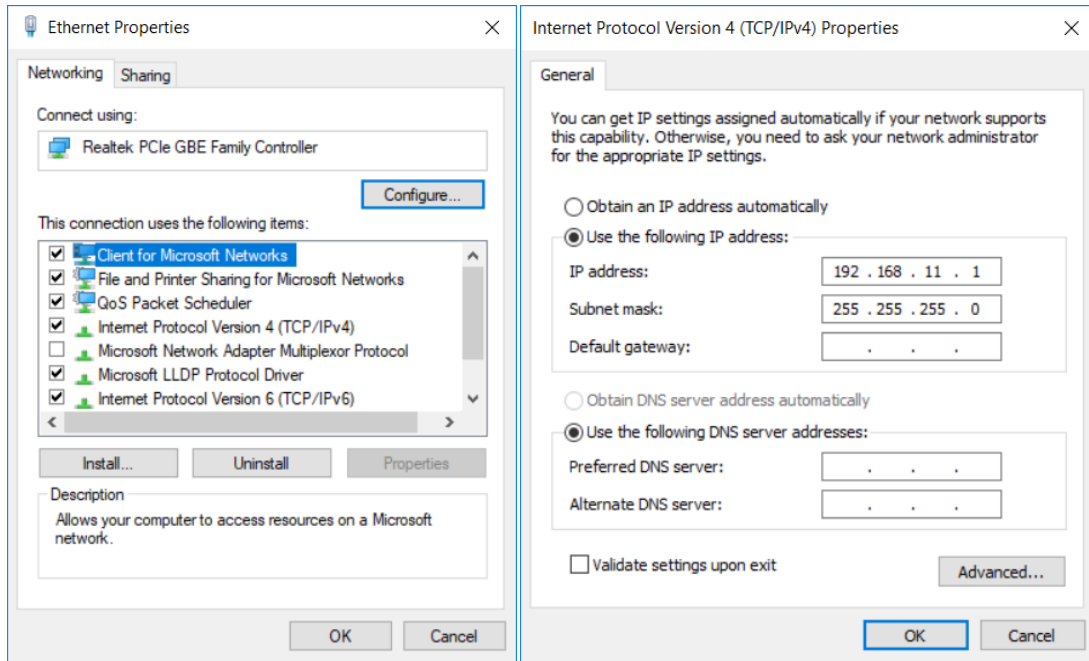 Ethernet Properties
Networking
Sharing
Connect using:
Realtek PCIe GBE Family Controller
Configure...
This connection uses the following items:
Client for Microsoft Networks
File and Printer Sharing for Microsoft Networks
QoS Packet Scheduler
Internet Protocol Version 4 (TCP/IPv4)
Microsoft Network Adapter Multiplexor Protocol
Microsoft LLDP Protocol Driver
Internet Protocol Version 6 (TCP/IPv6)
Install...
Uninstall
Properties
Description
Allows your computer to access resources on a Microsoft
network.
OK
Cancel
Internet Protocol Version 4 (TCP/IPv4) Properties
General
You can get IP settings assigned automatically if your network supports
this capability. Otherwise, you need to ask your network administrator
for the appropriate IP settings.
Obtain an IP address automatically
Use the following IP address:
IP address:
192 . 168 . 11 . 1
Subnet mask:
255 . 255 . 255 . 0
Default gateway:
. . .
Obtain DNS server address automatically
Use the following DNS server addresses:
Preferred DNS server:
. . .
Alternate DNS server:
. . .
Validate settings upon exit
Advanced...
OK
Cancel